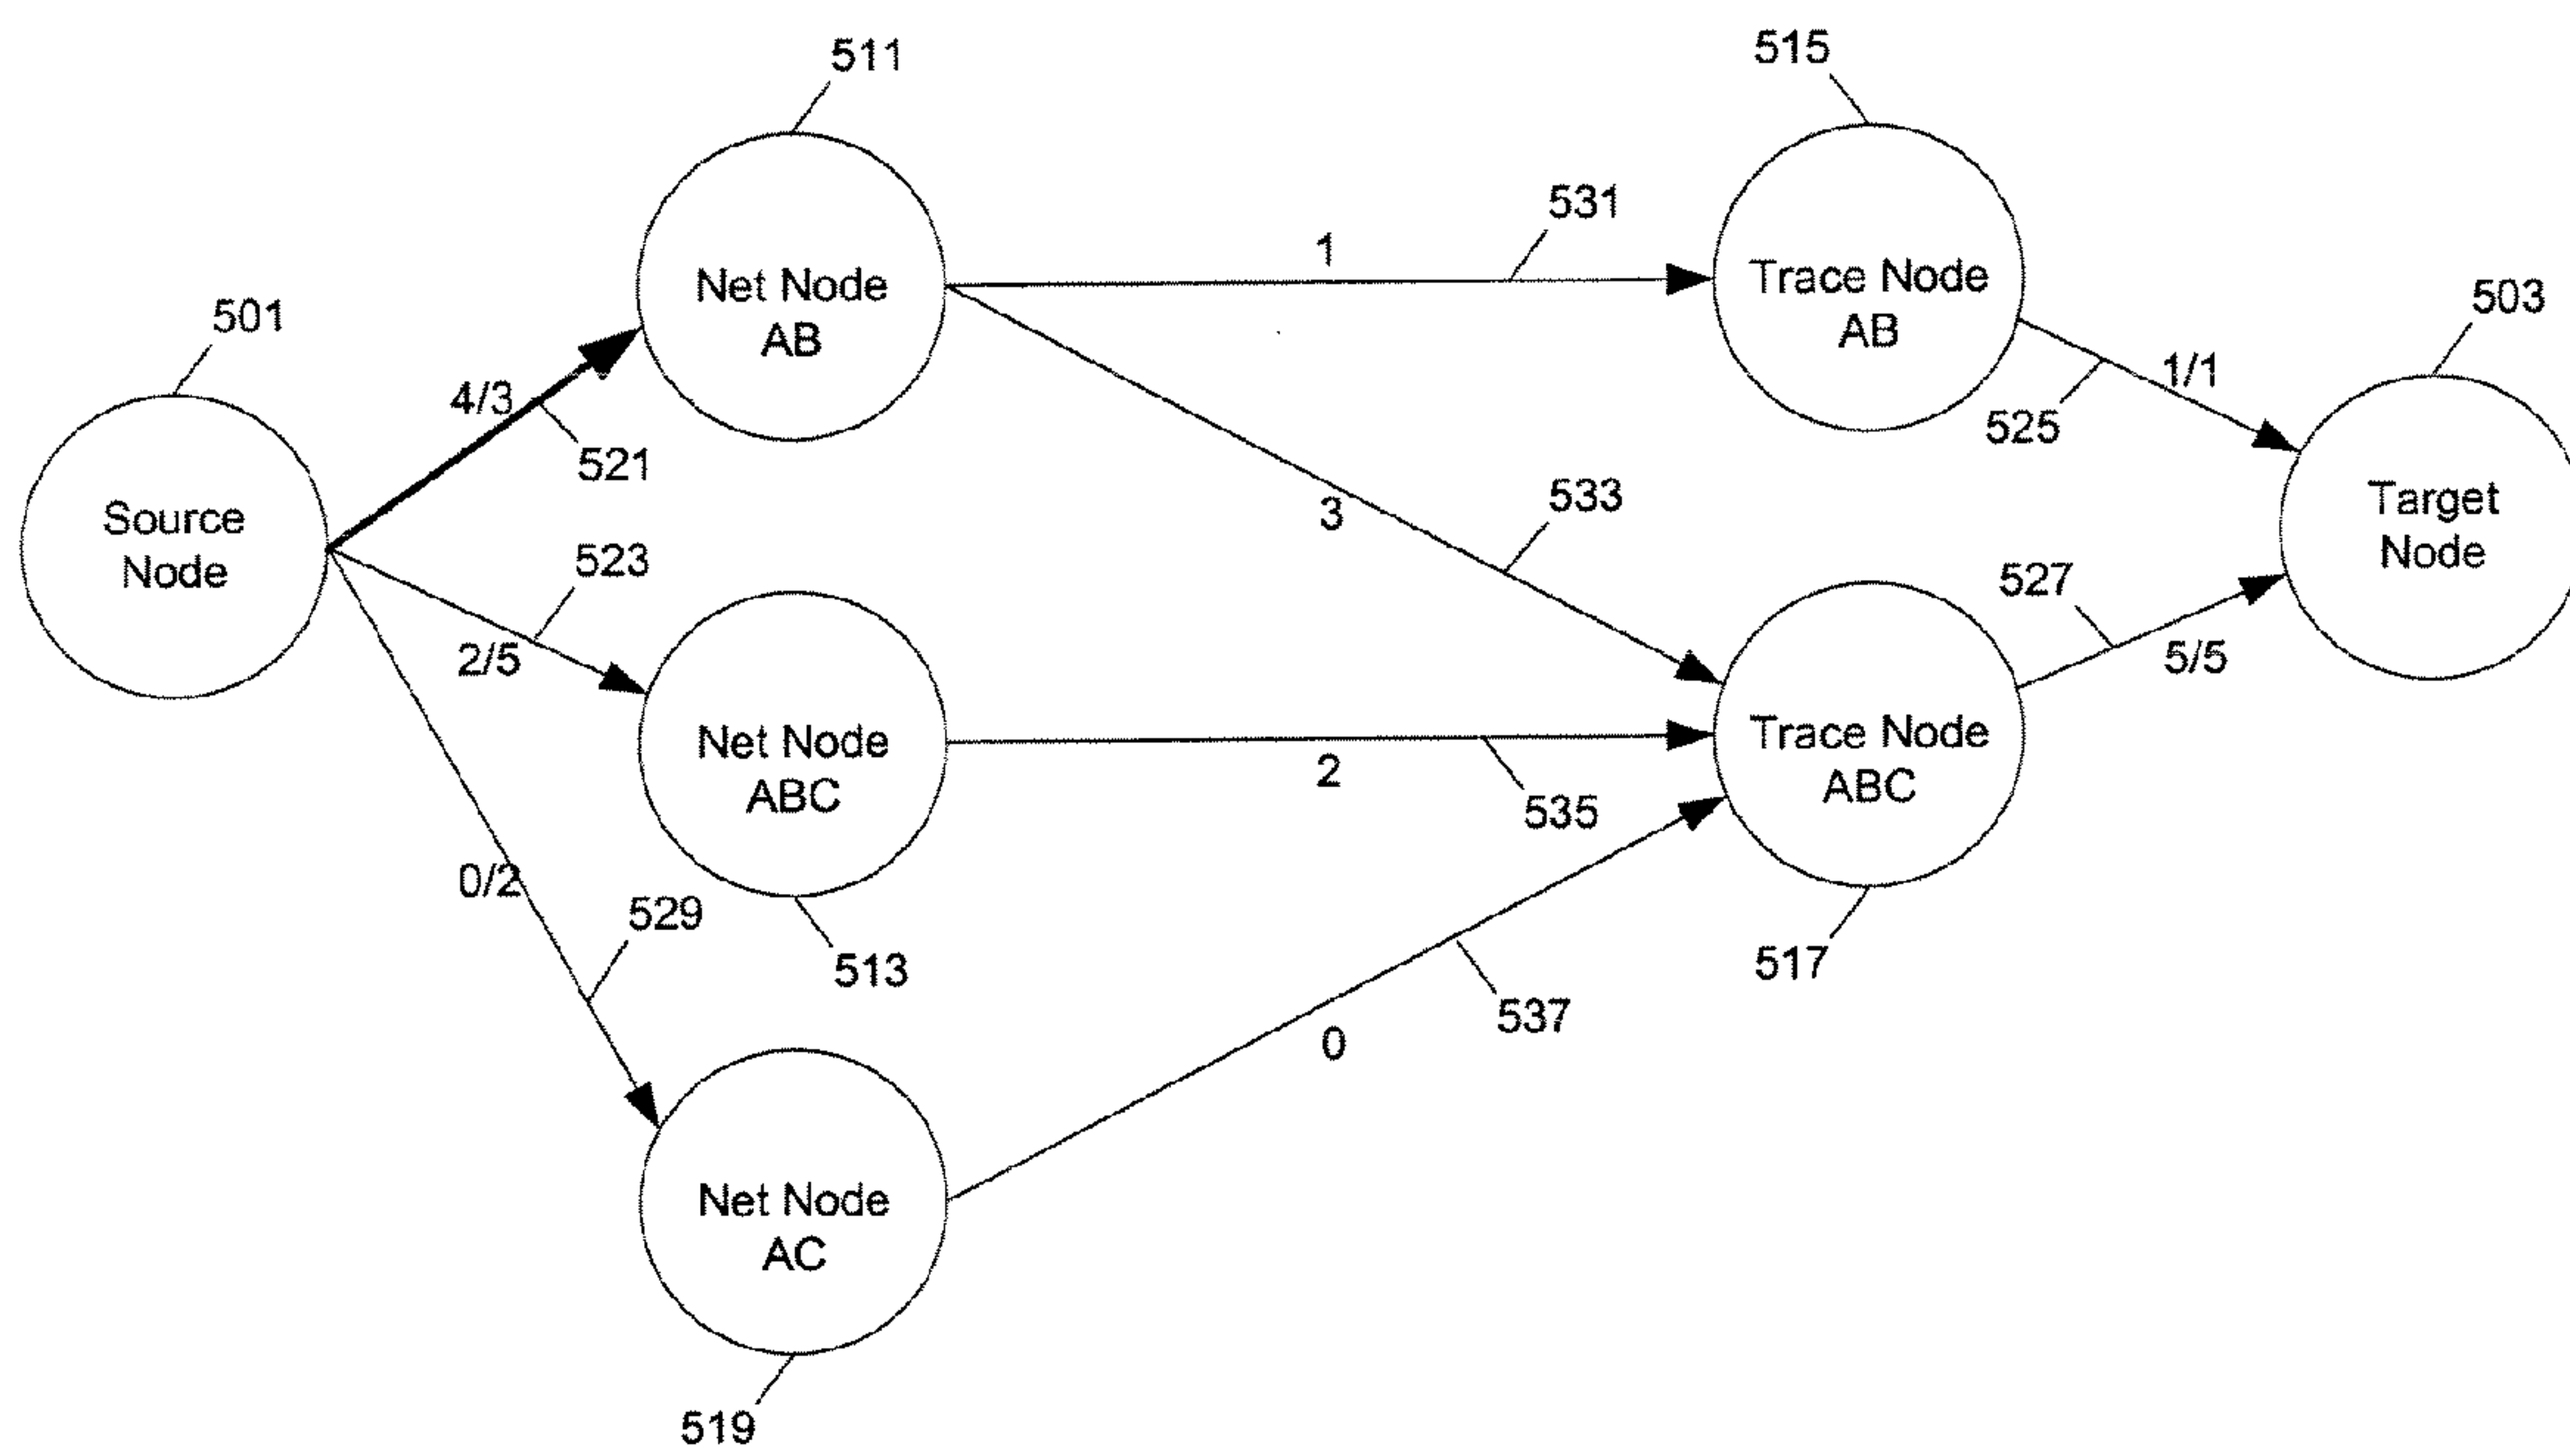 511
515
531
1
Net Node
AB
Trace Node
AB
503
501
4/3
521
1/1
525
Source
Node
523
2/5
3
533
Target
Node
527
5/5
Net Node
ABC
2
535
Trace Node
ABC
0/2
529
513
517
537
0
Net Node
AC
519